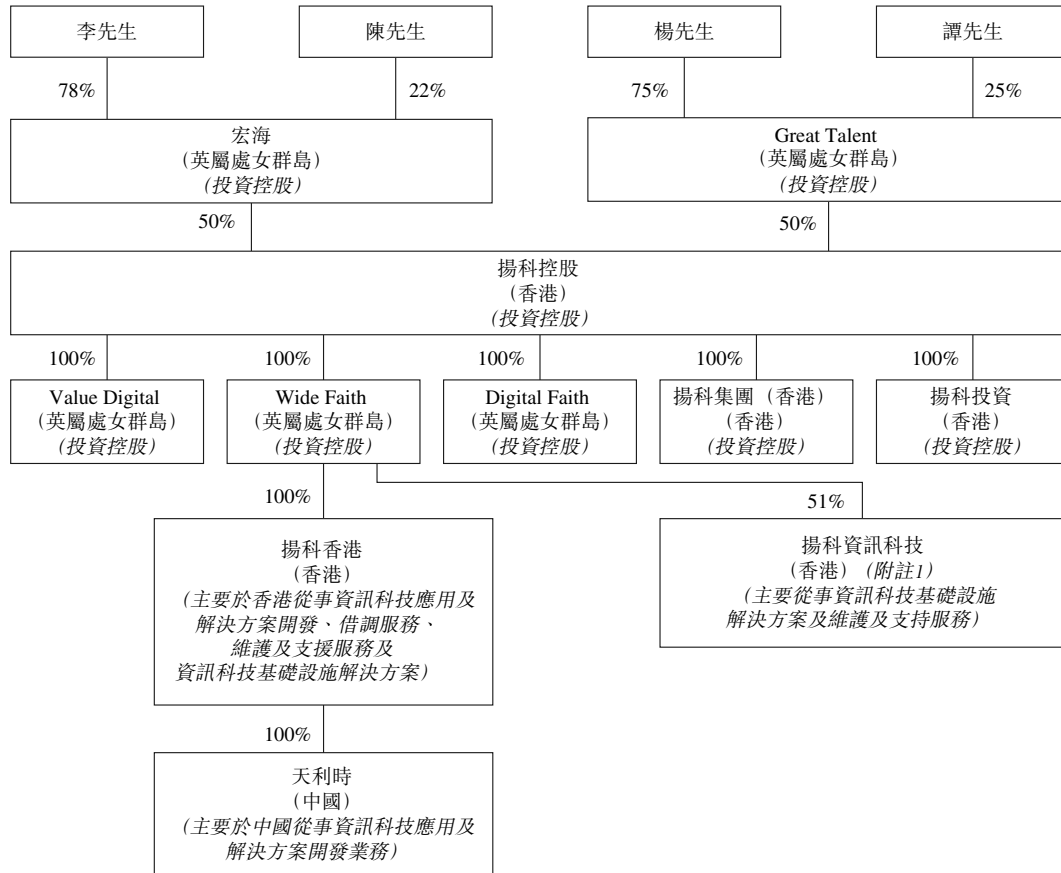 李先生
陳先生
楊先生
譚先生
78%
22%
75%
25%
宏海
(英屬處女群島)
(投資控股)
Great Talent
(英屬處女群島)
(投資控股)
50%
50%
揚科控股
(香港)
(投資控股)
100%
100%
100%
100%
100%
Value Digital
(英屬處女群島)
(投資控股)
Wide Faith
(英屬處女群島)
(投資控股)
Digital Faith
(英屬處女群島)
(投資控股)
揚科集團(香港)
(香港)
(投資控股)
揚科投資
(香港)
(投資控股)
100%
51%
揚科香港
(香港)
(主要於香港從事資訊科技應用及
解決方案開發、借調服務、
維護及支援服務及
資訊科技基礎設施解決方案)
揚科資訊科技
(香港)(附註1)
(主要從事資訊科技基礎設施
解決方案及維護及支持服務)
100%
天利時
(中國)
(主要於中國從事資訊科技應用及
解決方案開發業務)